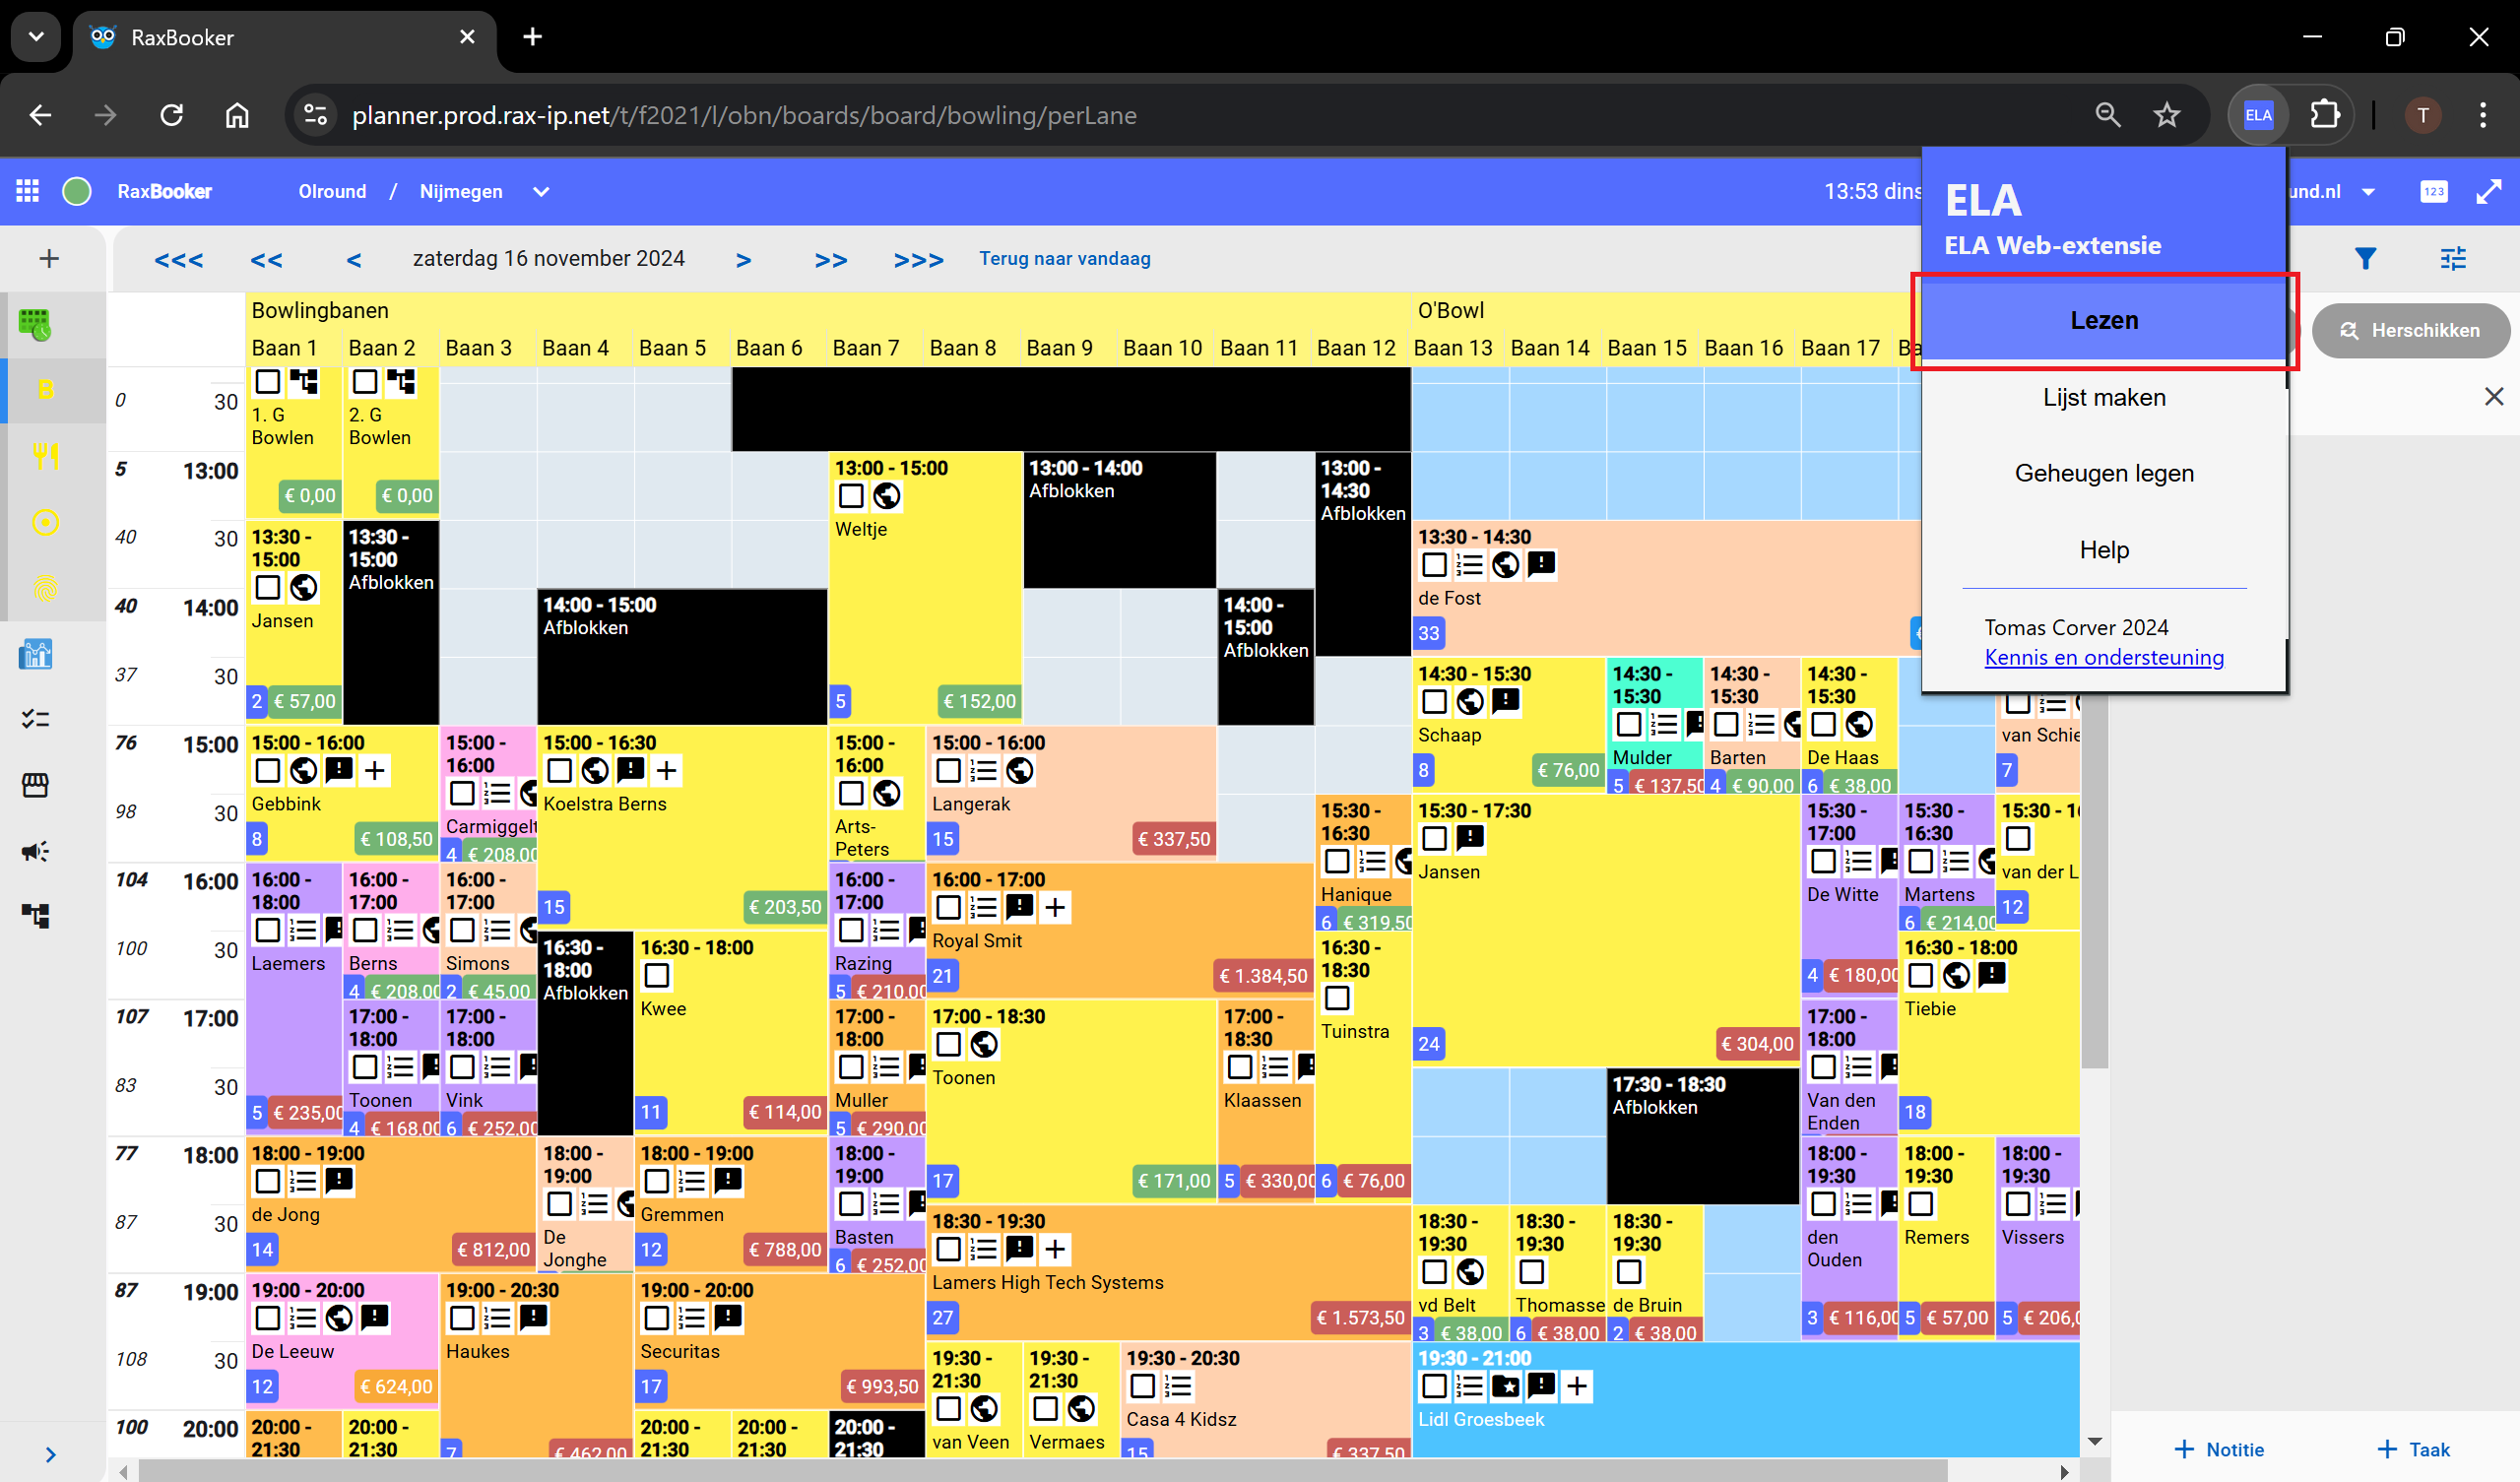 RaxBooker
planner.prod.rax-ip.net/t/f2021/l/obn/boards/board/bowling/perLane
ELA
T
RaxBooker
Olround / Nijmegen
13:53 dins
und.nl
123
ELA
ELA Web-extensie
Lezen
Lijst maken
Geheugen legen
Help
Tomas Corver 2024
Kennis en ondersteuning
<<< << < zaterdag 16 november 2024 > >> >>> Terug naar vandaag
Herschikken
Bowlingbanen
O'Bowl
Baan 1 Baan 2 Baan 3 Baan 4 Baan 5 Baan 6 Baan 7 Baan 8 Baan 9 Baan 10 Baan 11 Baan 12 Baan 13 Baan 14 Baan 15 Baan 16 Baan 17 Ba
B
0 30
5 13:00
40 30
40 14:00
37 30
76 15:00
98 30
104 16:00
100 30
107 17:00
83 30
77 18:00
87 30
87 19:00
108 30
100 20:00
1. G
Bowlen
€ 0,00
2. G
Bowlen
€ 0,00
13:00 - 15:00
Weltje
5 € 152,00
13:00 - 14:00
Afblokken
13:00 -
14:30
Afblokken
13:30 -
15:00
Jansen
2 € 57,00
13:30 -
15:00
Afblokken
13:30 - 14:30
de Fost
33
14:00 - 15:00
Afblokken
14:00 -
15:00
Afblokken
14:30 - 15:30
Schaap
8 € 76,00
14:30 -
15:30
Mulder
5 € 137,50
14:30 -
15:30
Barten
4 € 90,00
14:30 -
15:30
De Haas
6 € 38,00
van Schie
7
15:00 - 16:00
Gebbink
8 € 108,50
15:00 -
16:00
Carmiggelt
4 € 208,00
15:00 - 16:30
Koelstra Berns
15 € 203,50
15:00 -
16:00
Arts-
Peters
15:00 - 16:00
Langerak
15 € 337,50
15:30 -
16:30
Hanique
6 € 319,50
15:30 - 17:30
Jansen
24 € 304,00
15:30 -
17:00
De Witte
4 € 180,00
15:30 -
16:30
Martens
6 € 214,00
15:30 - 1
van der L
12
16:00 -
18:00
Laemers
5 € 235,00
16:00 -
17:00
Berns
4 € 208,00
16:00 -
17:00
Simons
2 € 45,00
16:00 -
17:00
Razing
5 € 210,00
16:00 - 17:00
Royal Smit
21 € 1.384,50
16:30 -
18:00
Afblokken
16:30 - 18:00
Kwee
11 € 114,00
16:30 -
18:30
Tuinstra
6 € 76,00
16:30 - 18:00
Tiebie
18
17:00 -
18:00
Toonen
4 € 168,00
17:00 -
18:00
Vink
6 € 252,00
17:00 -
18:00
Muller
5 € 290,00
17:00 - 18:30
Toonen
17 € 171,00
17:00 -
18:30
Klaassen
5 € 330,00
17:00 -
18:00
Van den
Enden
17:30 - 18:30
Afblokken
18:00 - 19:00
de Jong
14 € 812,00
18:00 -
19:00
De
Jonghe
18:00 - 19:00
Gremmen
12 € 788,00
18:00 -
19:00
Basten
6 € 252,00
18:00 -
19:30
den
Ouden
3 € 116,00
18:00 -
19:30
Remers
5 € 57,00
18:00 -
19:30
Vissers
5 € 206,0
18:30 - 19:30
Lamers High Tech Systems
27 € 1.573,50
18:30 -
19:30
vd Belt
3 € 38,00
18:30 -
19:30
Thomasse
6 € 38,00
18:30 -
19:30
de Bruin
2 € 38,00
19:00 - 20:00
De Leeuw
12 € 624,00
19:00 - 20:30
Haukes
7 € 462,00
19:00 - 20:00
Securitas
17 € 993,50
19:30 -
21:30
van Veen
19:30 -
21:30
Vermaes
19:30 - 20:30
Casa 4 Kidsz
15 € 337,50
19:30 - 21:00
Lidl Groesbeek
20:00 -
21:30
20:00 -
21:30
20:00 -
21:30
20:00 -
21:30
20:00 -
21:30
Notitie
Taak